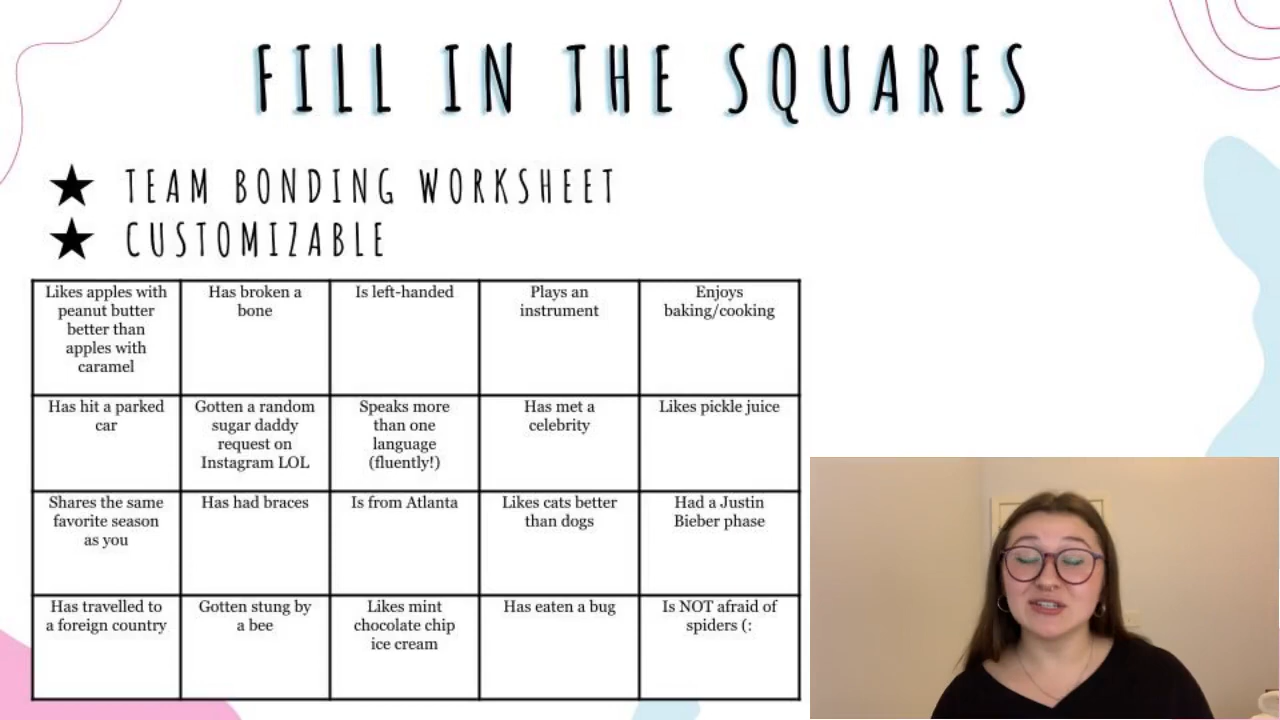 FILL IN THE SQUARES
★ TEAM BONDING WORKSHEET
★ CUSTOMIZABLE
Likes apples with
peanut butter
better than
apples with
caramel
Has broken a
bone
Is left-handed
Plays an
instrument
Enjoys
baking/cooking
Has hit a parked
car
Gotten a random
sugar daddy
request on
Instagram LOL
Speaks more
than one
language
(fluently!)
Has met a
celebrity
Likes pickle juice
Shares the same
favorite season
as you
Has had braces
Is from Atlanta
Likes cats better
than dogs
Had a Justin
Bieber phase
Has travelled to
a foreign country
Gotten stung by
a bee
Likes mint
chocolate chip
ice cream
Has eaten a bug
Is NOT afraid of
spiders (: